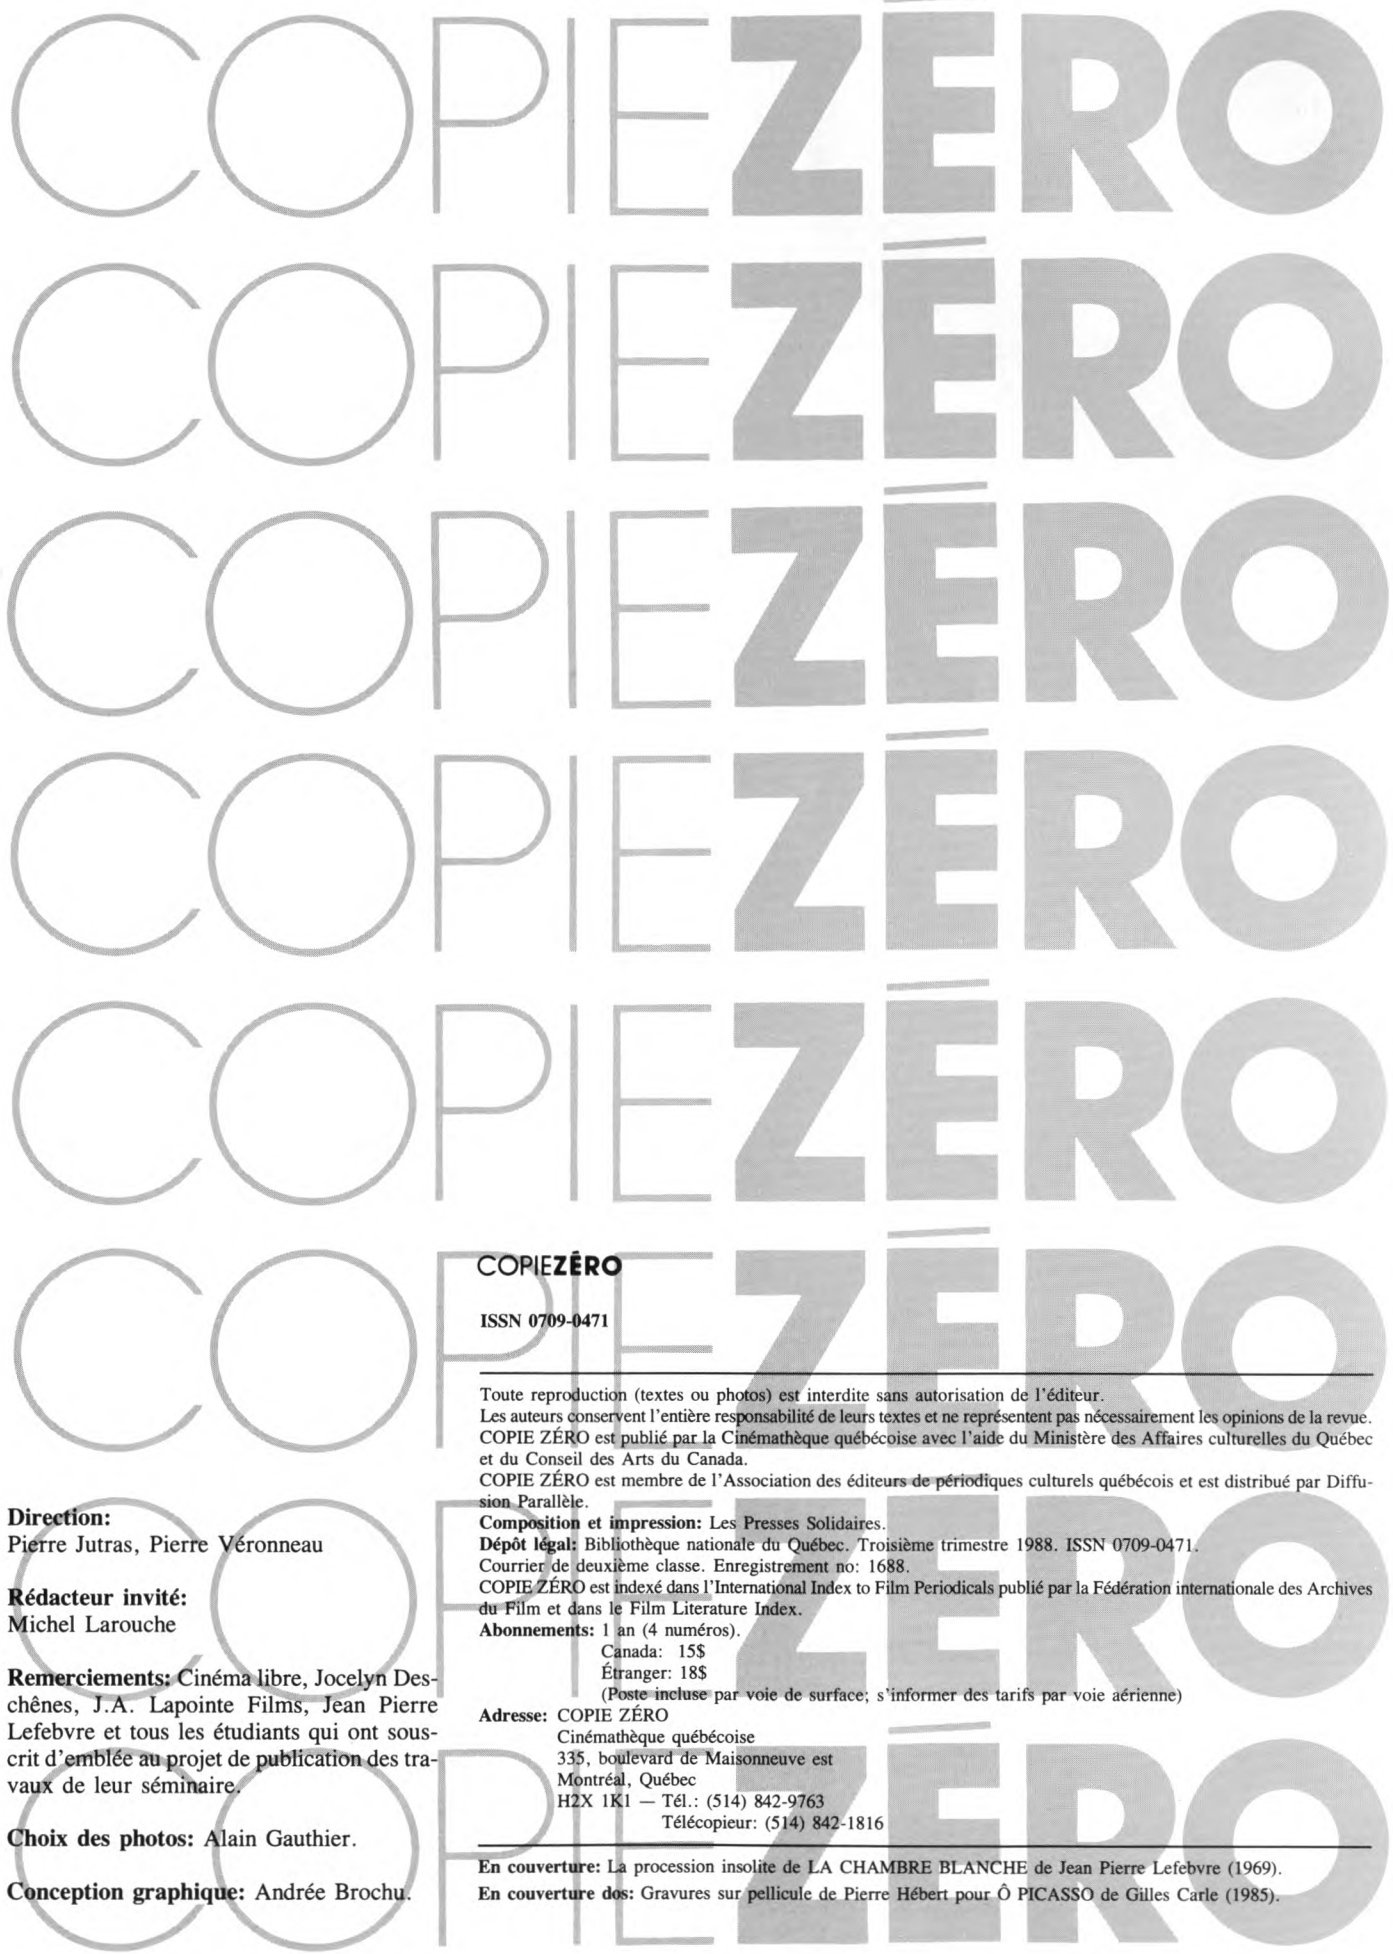 COPIEZÉRO
COPIEZÉRO
COPIEZÉRO
COPIEZÉRO
COPIEZÉRO
COPIEZÉRO
COPIEZÉRO
COPIEZÉRO
Direction:
Pierre Jutras, Pierre Véronneau
Rédacteur invité:
Michel Larouche
Remerciements: Cinéma libre, Jocelyn Des-
chênes, J.A. Lapointe Films, Jean Pierre
Lefebvre et tous les étudiants qui ont sous-
crit d'emblée au projet de publication des tra-
vaux de leur séminaire.
Choix des photos: Alain Gauthier.
Conception graphique: Andrée Brochu.
COPIEZÉRO
ISSN 0709-0471
Toute reproduction (textes ou photos) est interdite sans autorisation de l'éditeur.
Les auteurs conservent l'entière responsabilité de leurs textes et ne représentent pas nécessairement les opinions de la revue.
COPIE ZÉRO est publié par la Cinémathèque québécoise avec l'aide du Ministère des Affaires culturelles du Québec
et du Conseil des Arts du Canada.
COPIE ZÉRO est membre de l'Association des éditeurs de périodiques culturels québécois et est distribué par Diffu-
sion Parallèle.
Composition et impression: Les Presses Solidaires.
Dépôt légal: Bibliothèque nationale du Québec. Troisième trimestre 1988. ISSN 0709-0471.
Courrier de deuxième classe. Enregistrement no: 1688.
COPIE ZÉRO est indexé dans l'International Index to Film Periodicals publié par la Fédération internationale des Archives
du Film et dans le Film Literature Index.
Abonnements: 1 an (4 numéros).
Canada: 15$
Étranger: 18$
(Poste incluse par voie de surface; s'informer des tarifs par voie aérienne)
Adresse: COPIE ZÉRO
Cinémathèque québécoise
335, boulevard de Maisonneuve est
Montréal, Québec
H2X 1K1 — Tél.: (514) 842-9763
Télécopieur: (514) 842-1816
En couverture: La procession insolite de LA CHAMBRE BLANCHE de Jean Pierre Lefebvre (1969).
En couverture dos: Gravures sur pellicule de Pierre Hébert pour Ô PICASSO de Gilles Carle (1985).